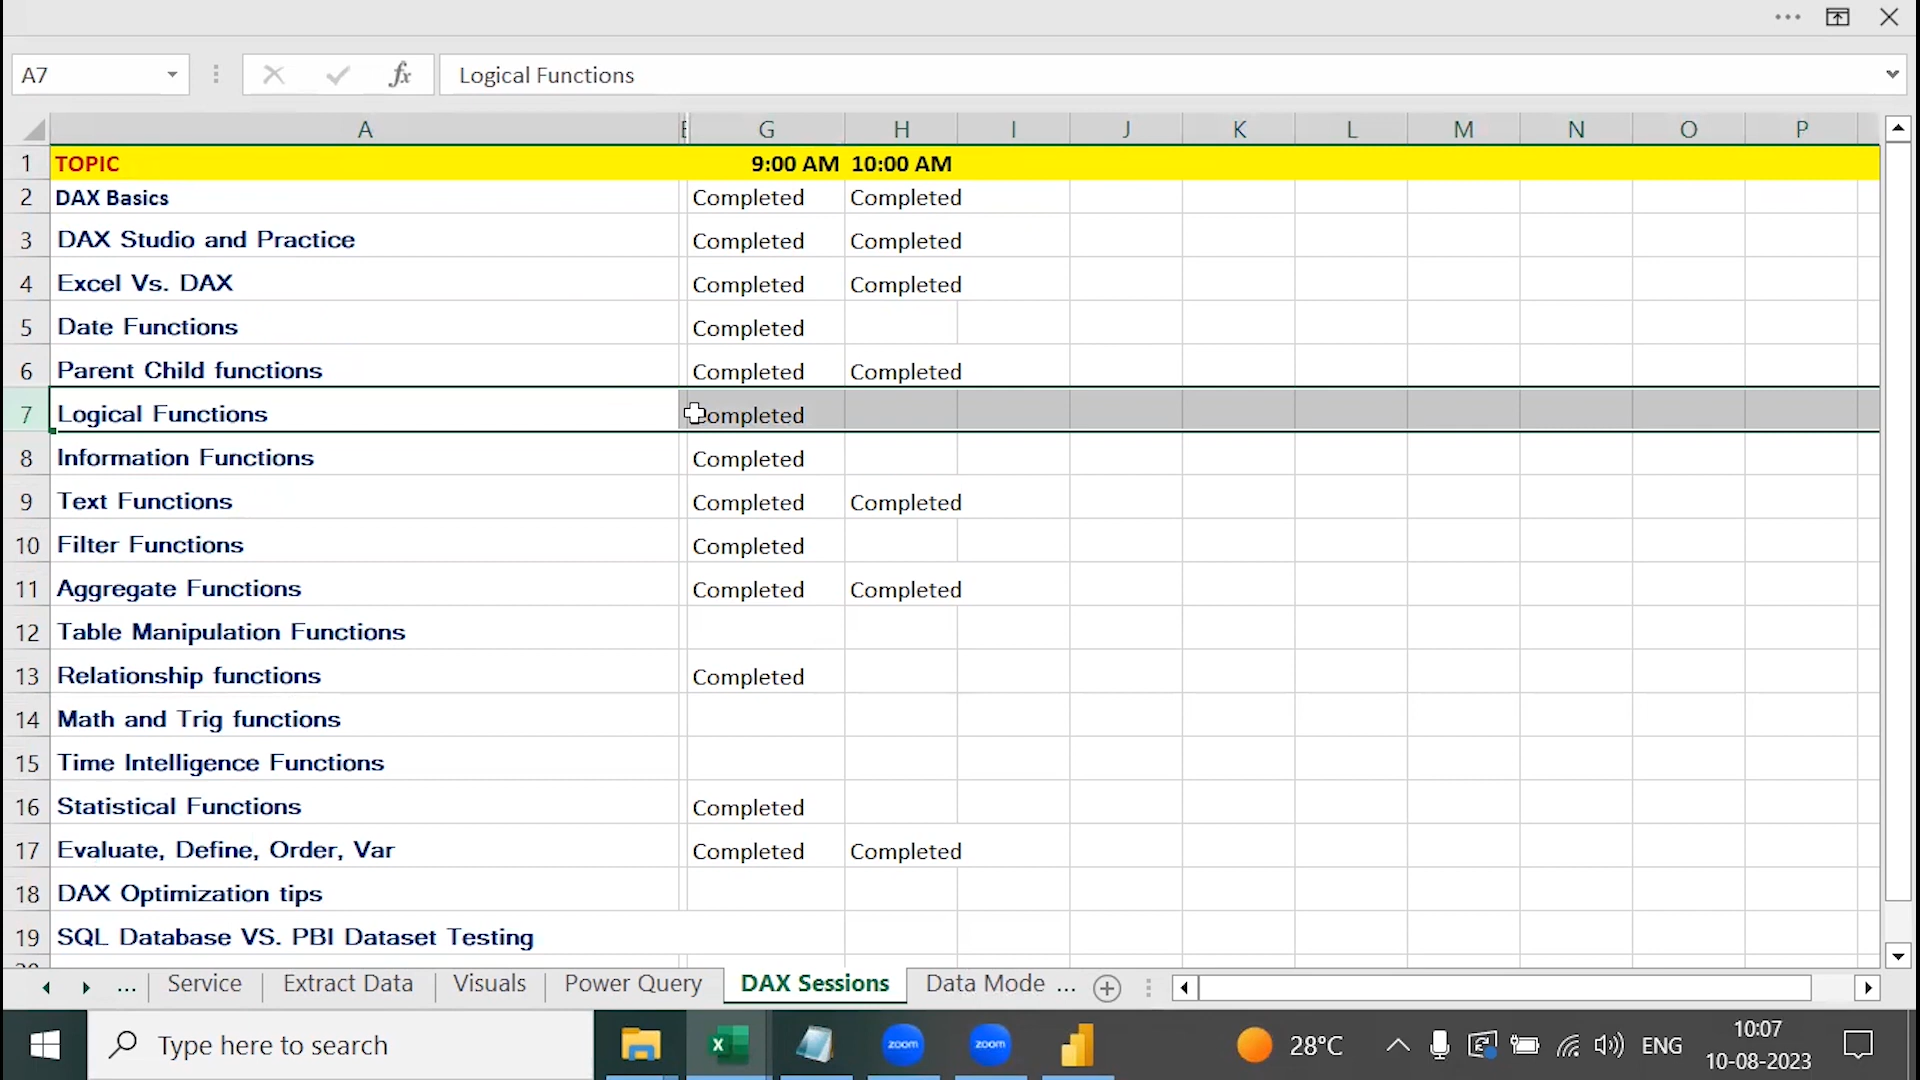 A7
fx
Logical Functions
A G H I J K L M N O P
1 TOPIC 9:00 AM 10:00 AM
2 DAX Basics Completed Completed
3 DAX Studio and Practice Completed Completed
4 Excel Vs. DAX Completed Completed
5 Date Functions Completed
6 Parent Child functions Completed Completed
7 Logical Functions Completed
8 Information Functions Completed
9 Text Functions Completed Completed
10 Filter Functions Completed
11 Aggregate Functions Completed Completed
12 Table Manipulation Functions
13 Relationship functions Completed
14 Math and Trig functions
15 Time Intelligence Functions
16 Statistical Functions Completed
17 Evaluate, Define, Order, Var Completed Completed
18 DAX Optimization tips
19 SQL Database VS. PBI Dataset Testing
... Service Extract Data Visuals Power Query DAX Sessions Data Mode ...
Type here to search
zoom
zoom
28°C
ENG
10:07
10-08-2023